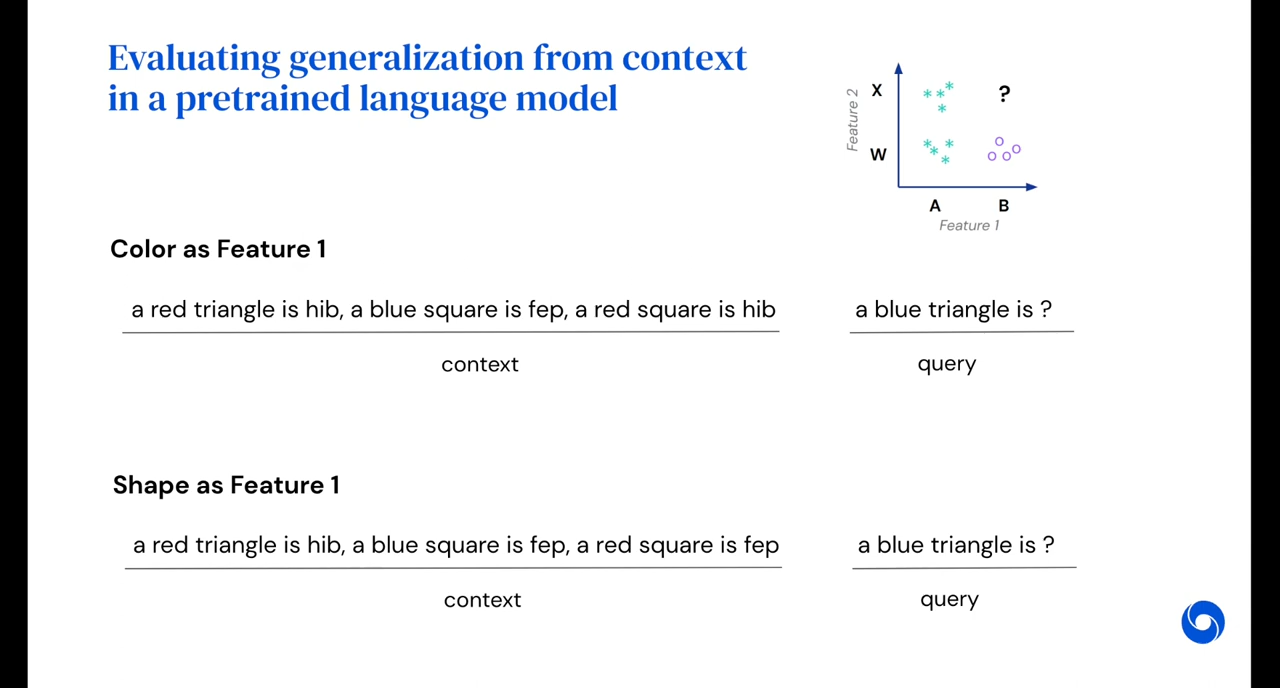 Evaluating generalization from context
in a pretrained language model
Feature 2
X
?
W
A
B
Feature 1
Color as Feature 1
a red triangle is hib, a blue square is fep, a red square is hib
a blue triangle is ?
context
query
Shape as Feature 1
a red triangle is hib, a blue square is fep, a red square is fep
a blue triangle is ?
context
query